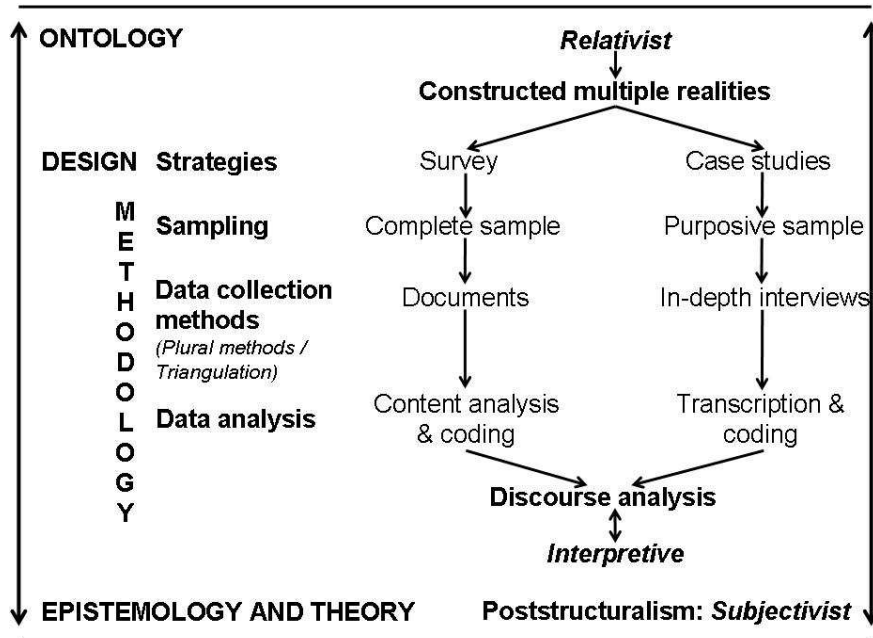 ONTOLOGY
Relativist
Constructed multiple realities
DESIGN Strategies
Survey
Case studies
METHODOLOGY
Sampling
Complete sample
Purposive sample
Data collection
methods
(Plural methods /
Triangulation)
Documents
In-depth interviews
Data analysis
Content analysis
& coding
Transcription &
coding
Discourse analysis
Interpretive
EPISTEMOLOGY AND THEORY
Poststructuralism: Subjectivist